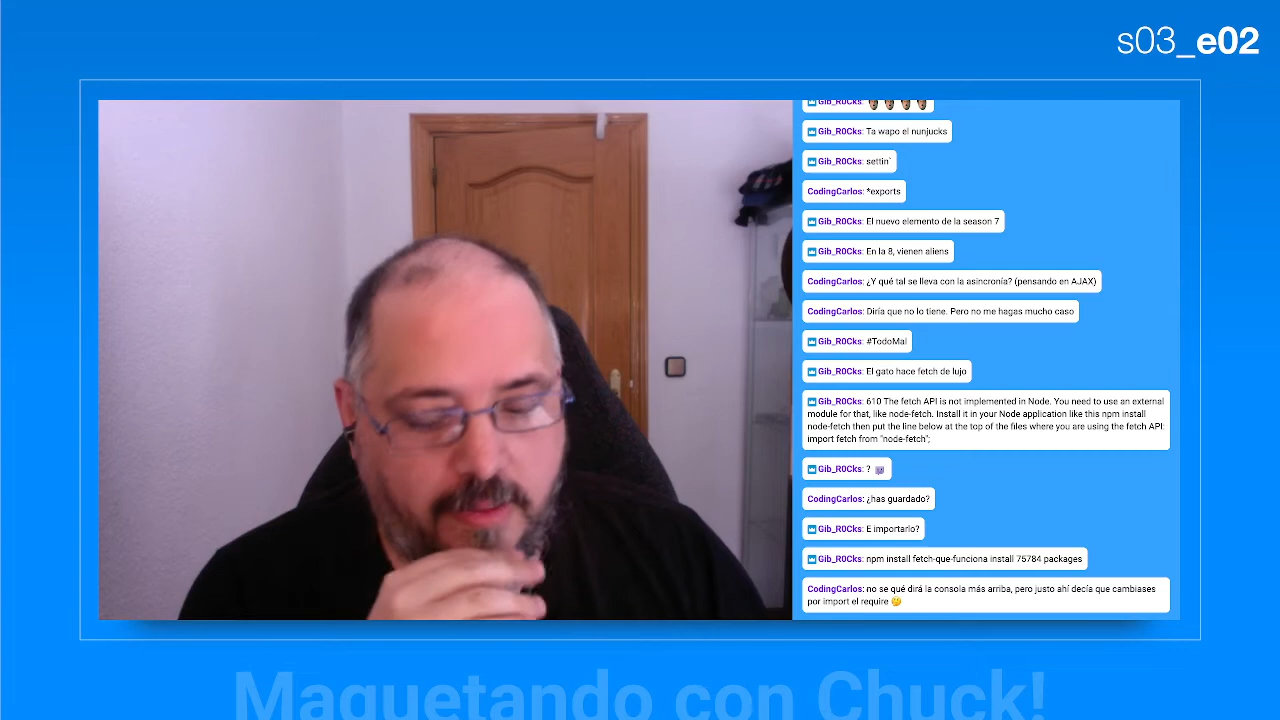 s03_e02
Gib_R0Cks:
Gib_R0Cks: Ta wapo el nunjucks
Gib_R0Cks: settin´
CodingCarlos: *exports
Gib_R0Cks: El nuevo elemento de la season 7
Gib_R0Cks: En la 8, vienen aliens
CodingCarlos: ¿Y qué tal se lleva con la asincronía? (pensando en AJAX)
CodingCarlos: Diría que no lo tiene. Pero no me hagas mucho caso
Gib_R0Cks: #TodoMal
Gib_R0Cks: El gato hace fetch de lujo
Gib_R0Cks: 610 The fetch API is not implemented in Node. You need to use an external
module for that, like node-fetch. Install it in your Node application like this npm install
node-fetch then put the line below at the top of the files where you are using the fetch API:
import fetch from "node-fetch";
Gib_R0Cks: ?
CodingCarlos: ¿has guardado?
Gib_R0Cks: E importarlo?
Gib_R0Cks: npm install fetch-que-funciona install 75784 packages
CodingCarlos: no se qué dirá la consola más arriba, pero justo ahí decía que cambiases
por import el require 🤔
Maquetando con Chuck!